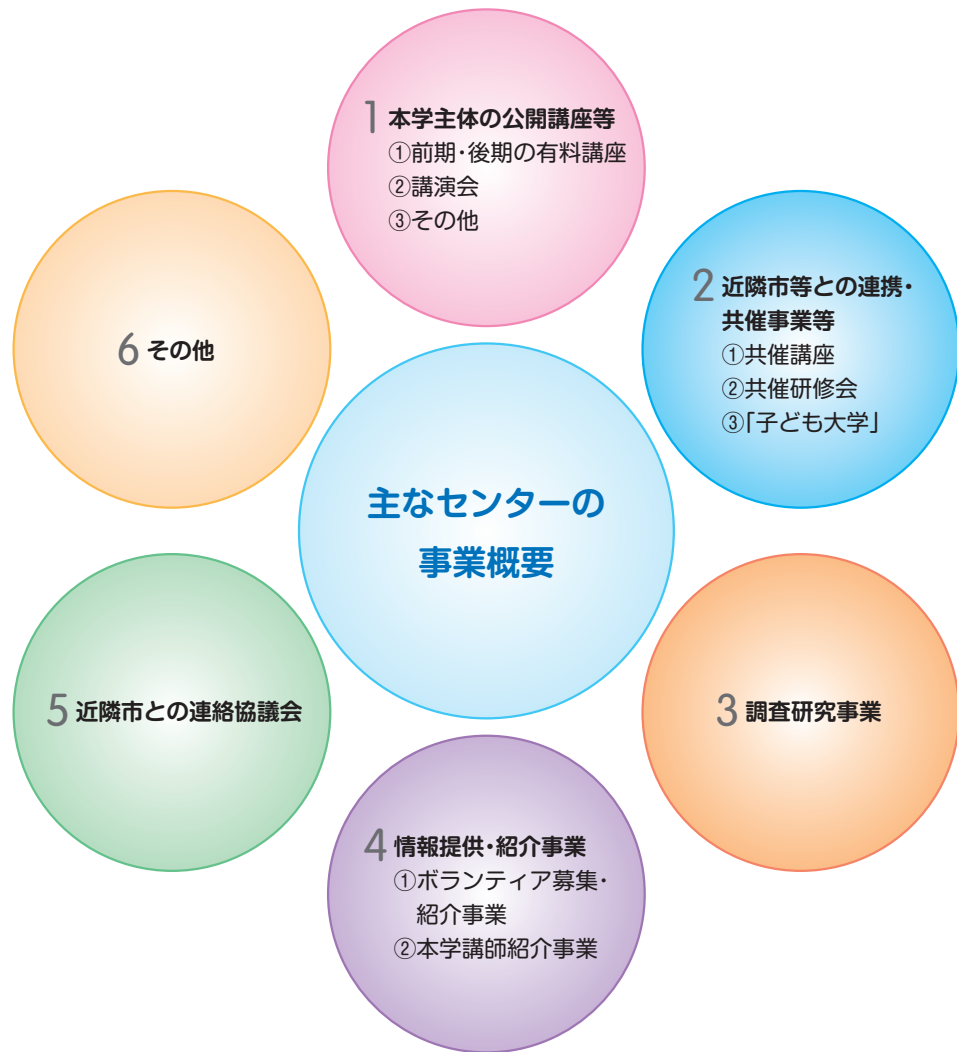 1 本学主体の公開講座等
①前期・後期の有料講座
②講演会
③その他
2 近隣市等との連携・
共催事業等
①共催講座
②共催研修会
③「子ども大学」
6 その他
主なセンターの
事業概要
5 近隣市との連絡協議会
3 調査研究事業
4 情報提供・紹介事業
①ボランティア募集・
紹介事業
②本学講師紹介事業